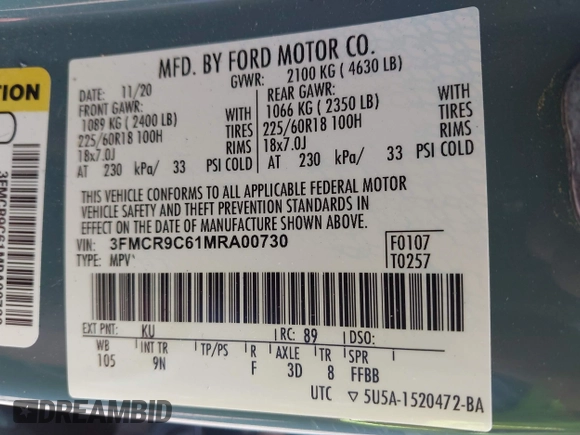 MFD. BY FORD MOTOR CO.
DATE: 11/20
GVWR: 2100 KG ( 4630 LB)
FRONT GAWR:
1089 KG ( 2400 LB) WITH
225/60R18 100H TIRES
18x7.0J RIMS
AT 230 kPa/ 33 PSI COLD
REAR GAWR:
1066 KG ( 2350 LB) WITH
225/60R18 100H TIRES
18x7.0J RIMS
AT 230 kPa/ 33 PSI COLD
THIS VEHICLE CONFORMS TO ALL APPLICABLE FEDERAL MOTOR
VEHICLE SAFETY AND THEFT PREVENTION STANDARDS IN
EFFECT ON THE DATE OF MANUFACTURE SHOWN ABOVE.
VIN: 3FMCR9C61MRA00730 F0107
TYPE: MPV T0257
EXT PNT: KU RC: 89 DSO:
WB INT TR TP/PS R AXLE TR SPR
105 9N F 3D 8 FFBB
UTC ▽5U5A-1520472-BA
DREAMBID